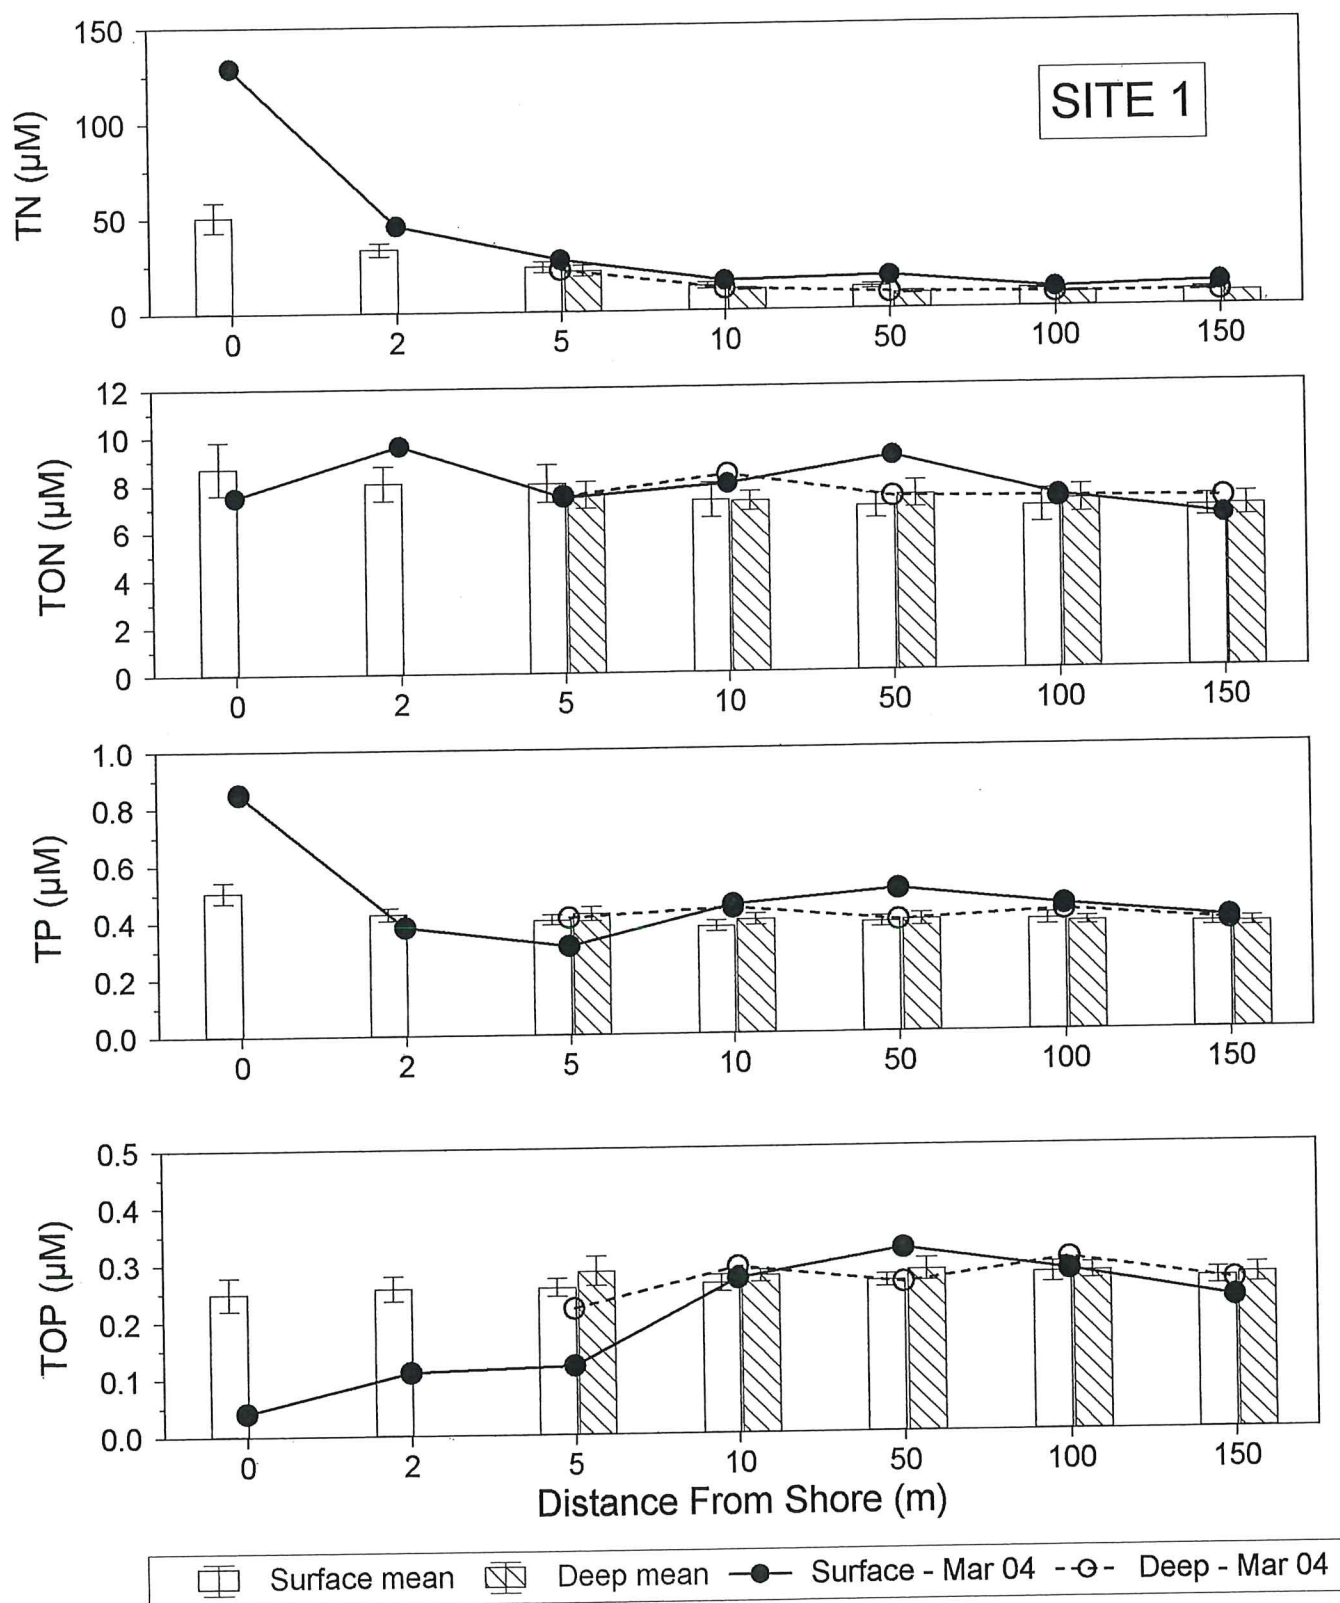 SITE 1
TN (µM)
150
100
50
0
0 2 5 10 50 100 150
TON (µM)
12
10
8
6
4
2
0
0 2 5 10 50 100 150
TP (µM)
1.0
0.8
0.6
0.4
0.2
0.0
0 2 5 10 50 100 150
TOP (µM)
0.5
0.4
0.3
0.2
0.1
0.0
0 2 5 10 50 100 150
Distance From Shore (m)
Surface mean Deep mean Surface - Mar 04 Deep - Mar 04